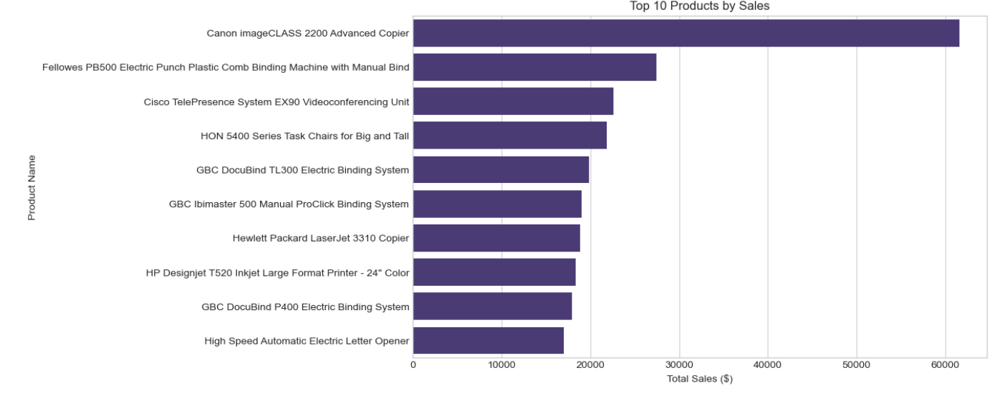 Top 10 Products by Sales
Product Name
Canon imageCLASS 2200 Advanced Copier
Fellowes PB500 Electric Punch Plastic Comb Binding Machine with Manual Bind
Cisco TelePresence System EX90 Videoconferencing Unit
HON 5400 Series Task Chairs for Big and Tall
GBC DocuBind TL300 Electric Binding System
GBC Ibimaster 500 Manual ProClick Binding System
Hewlett Packard LaserJet 3310 Copier
HP Designjet T520 Inkjet Large Format Printer - 24" Color
GBC DocuBind P400 Electric Binding System
High Speed Automatic Electric Letter Opener
0 10000 20000 30000 40000 50000 60000
Total Sales ($)